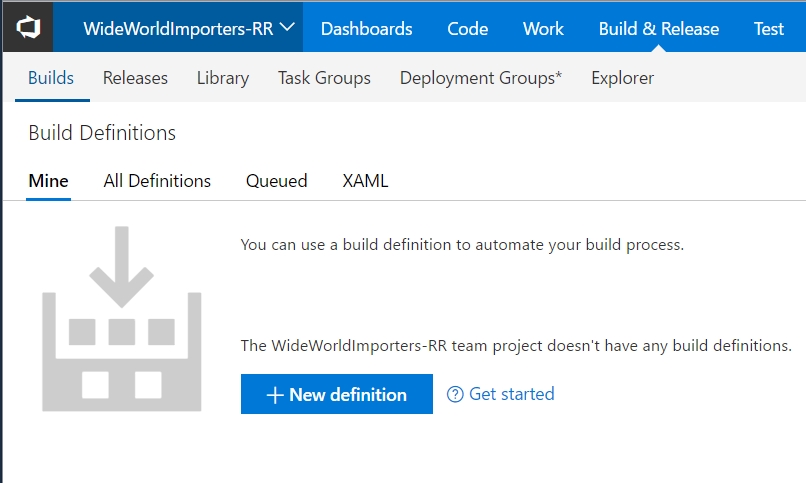 WideWorldImporters-RR Dashboards Code Work Build & Release Test
Builds Releases Library Task Groups Deployment Groups* Explorer
Build Definitions
Mine All Definitions Queued XAML
You can use a build definition to automate your build process.
The WideWorldImporters-RR team project doesn't have any build definitions.
+ New definition ? Get started